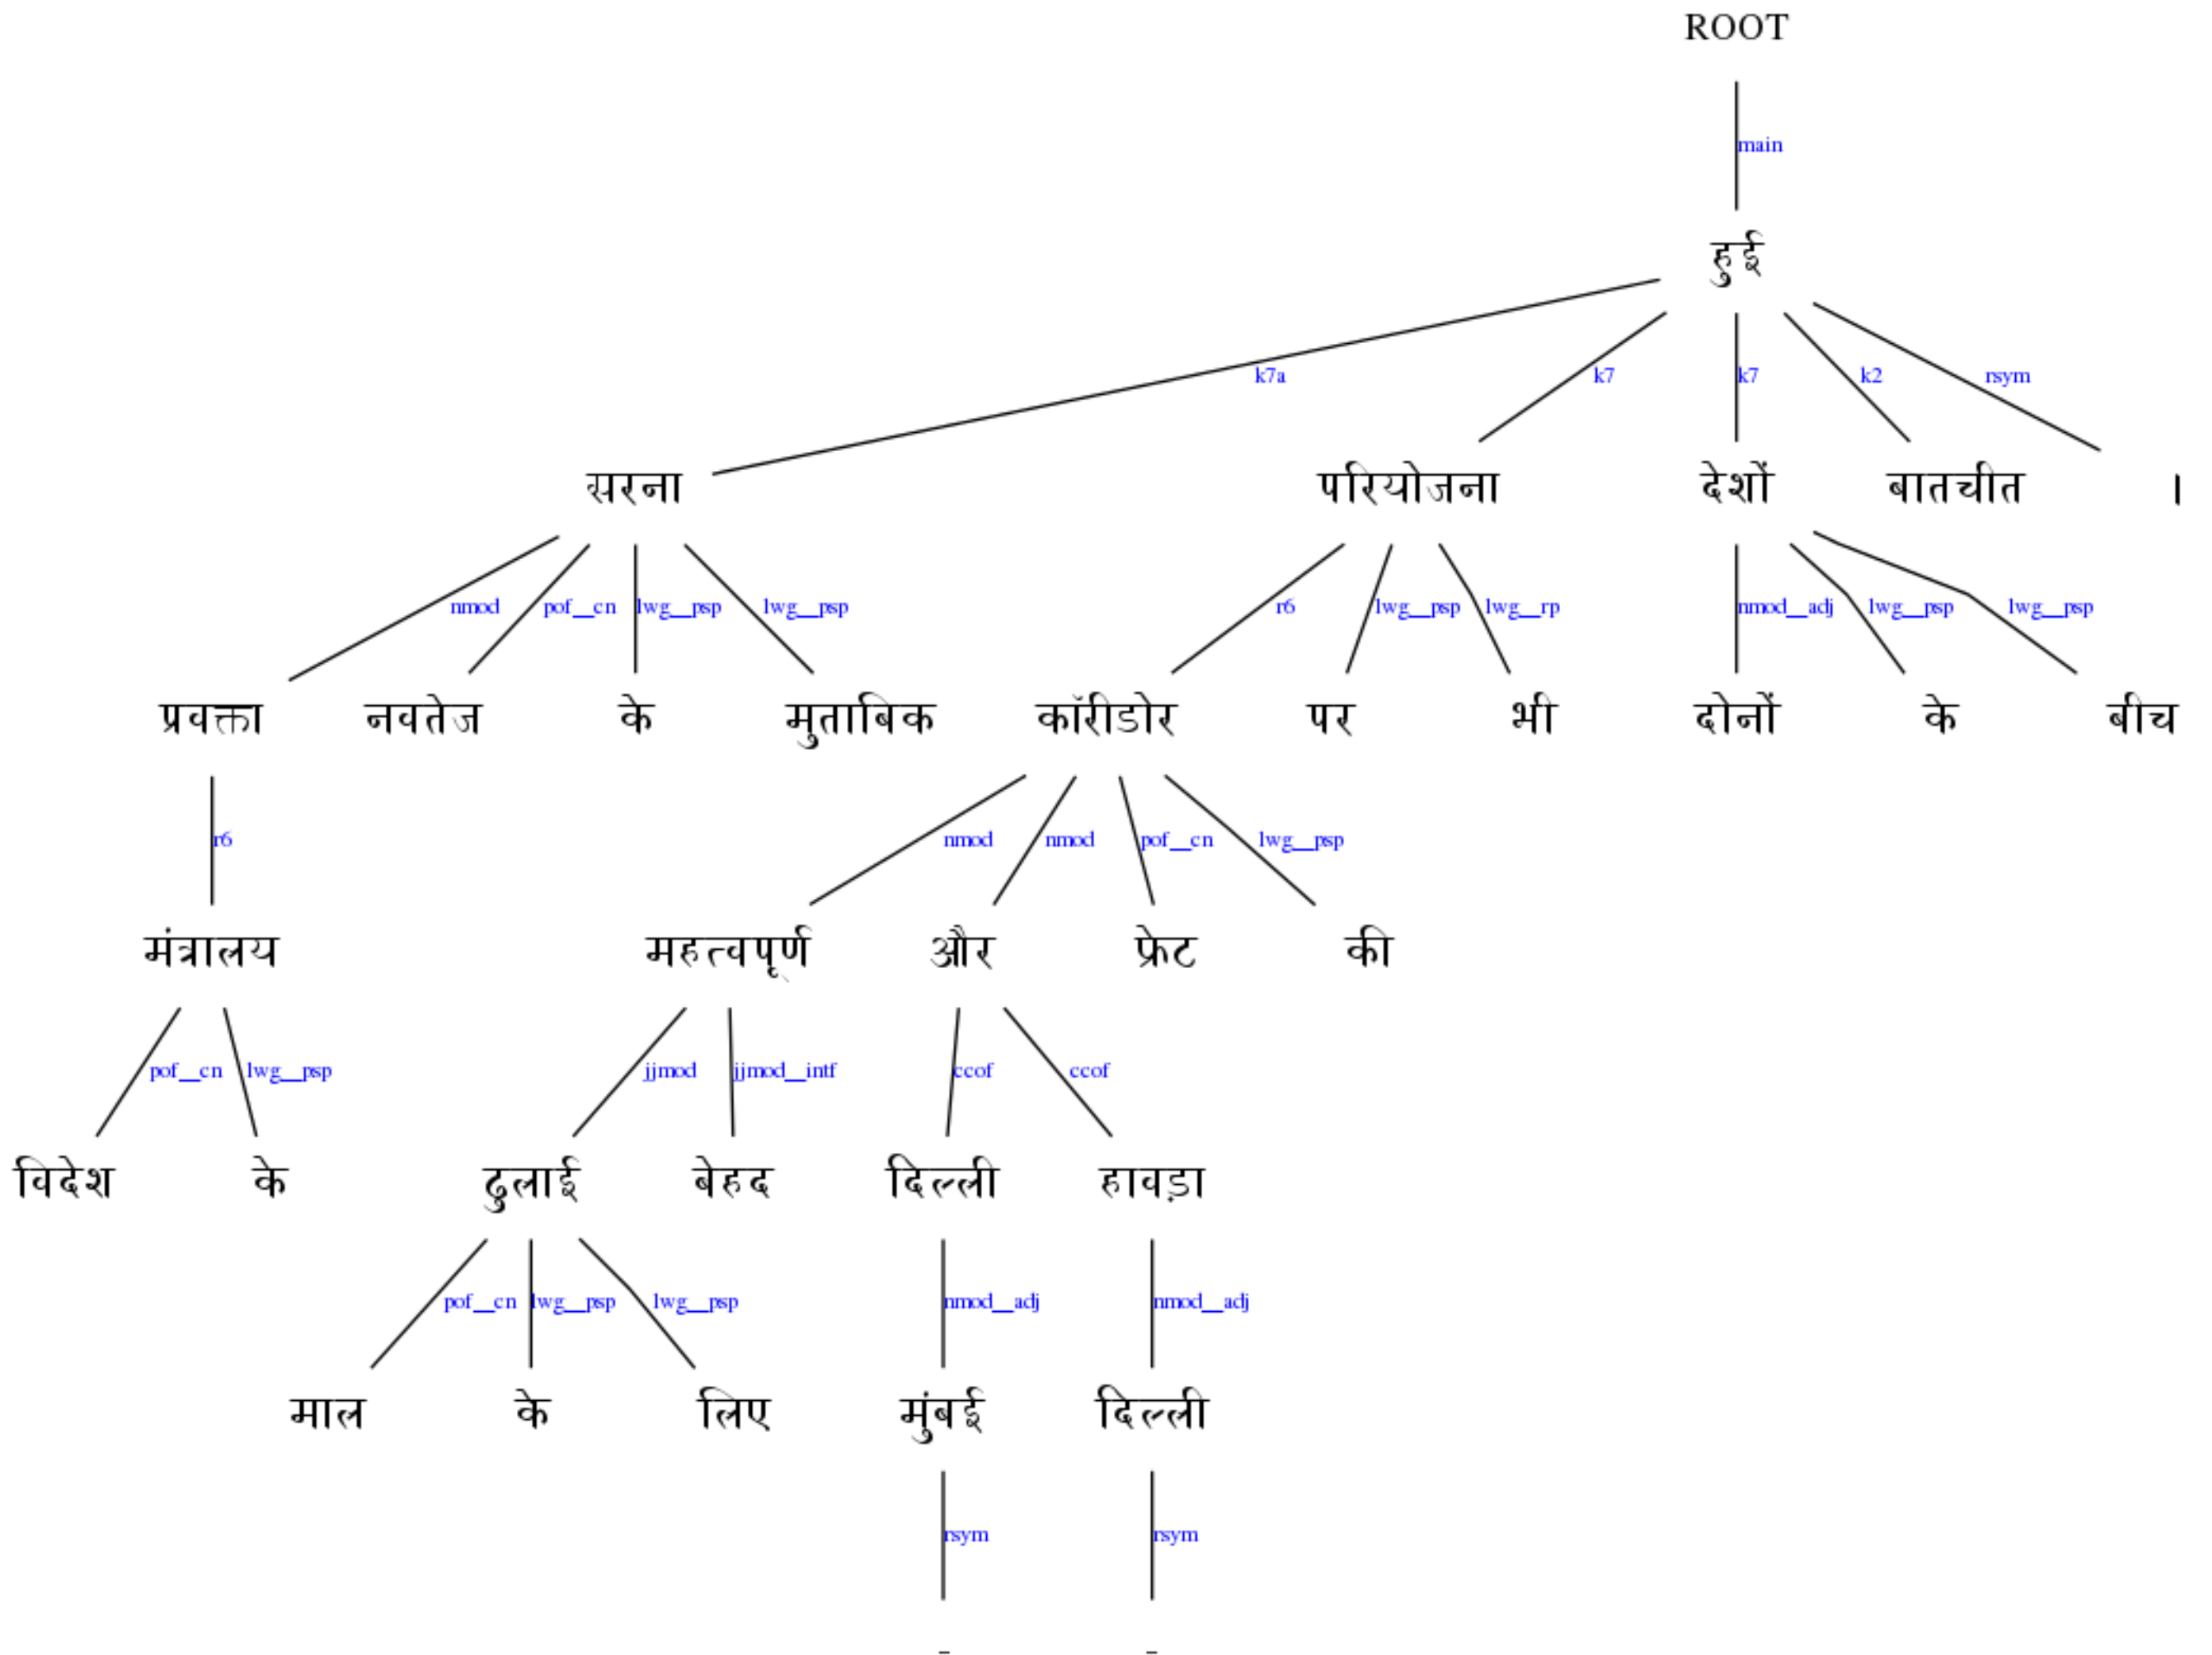 ROOT
main
हुई
k7a k7 k7 k2 rsym
सरना परियोजना देशों बातचीत ।
nmod pof__cn lwg__psp lwg__psp r6 lwg__psp lwg__rp nmod__adj lwg__psp lwg__psp
प्रवक्ता नवतेज के मुताबिक कॉरीडोर पर भी दोनों के बीच
r6 nmod nmod pof__cn lwg__psp
मंत्रालय महत्वपूर्ण और फ्रेट की
pof__cn lwg__psp jjmod jjmod__intf ccof ccof
विदेश के ढुलाई बेहद दिल्ली हावड़ा
pof__cn lwg__psp lwg__psp nmod__adj nmod__adj
माल के लिए मुंबई दिल्ली
rsym rsym
- -